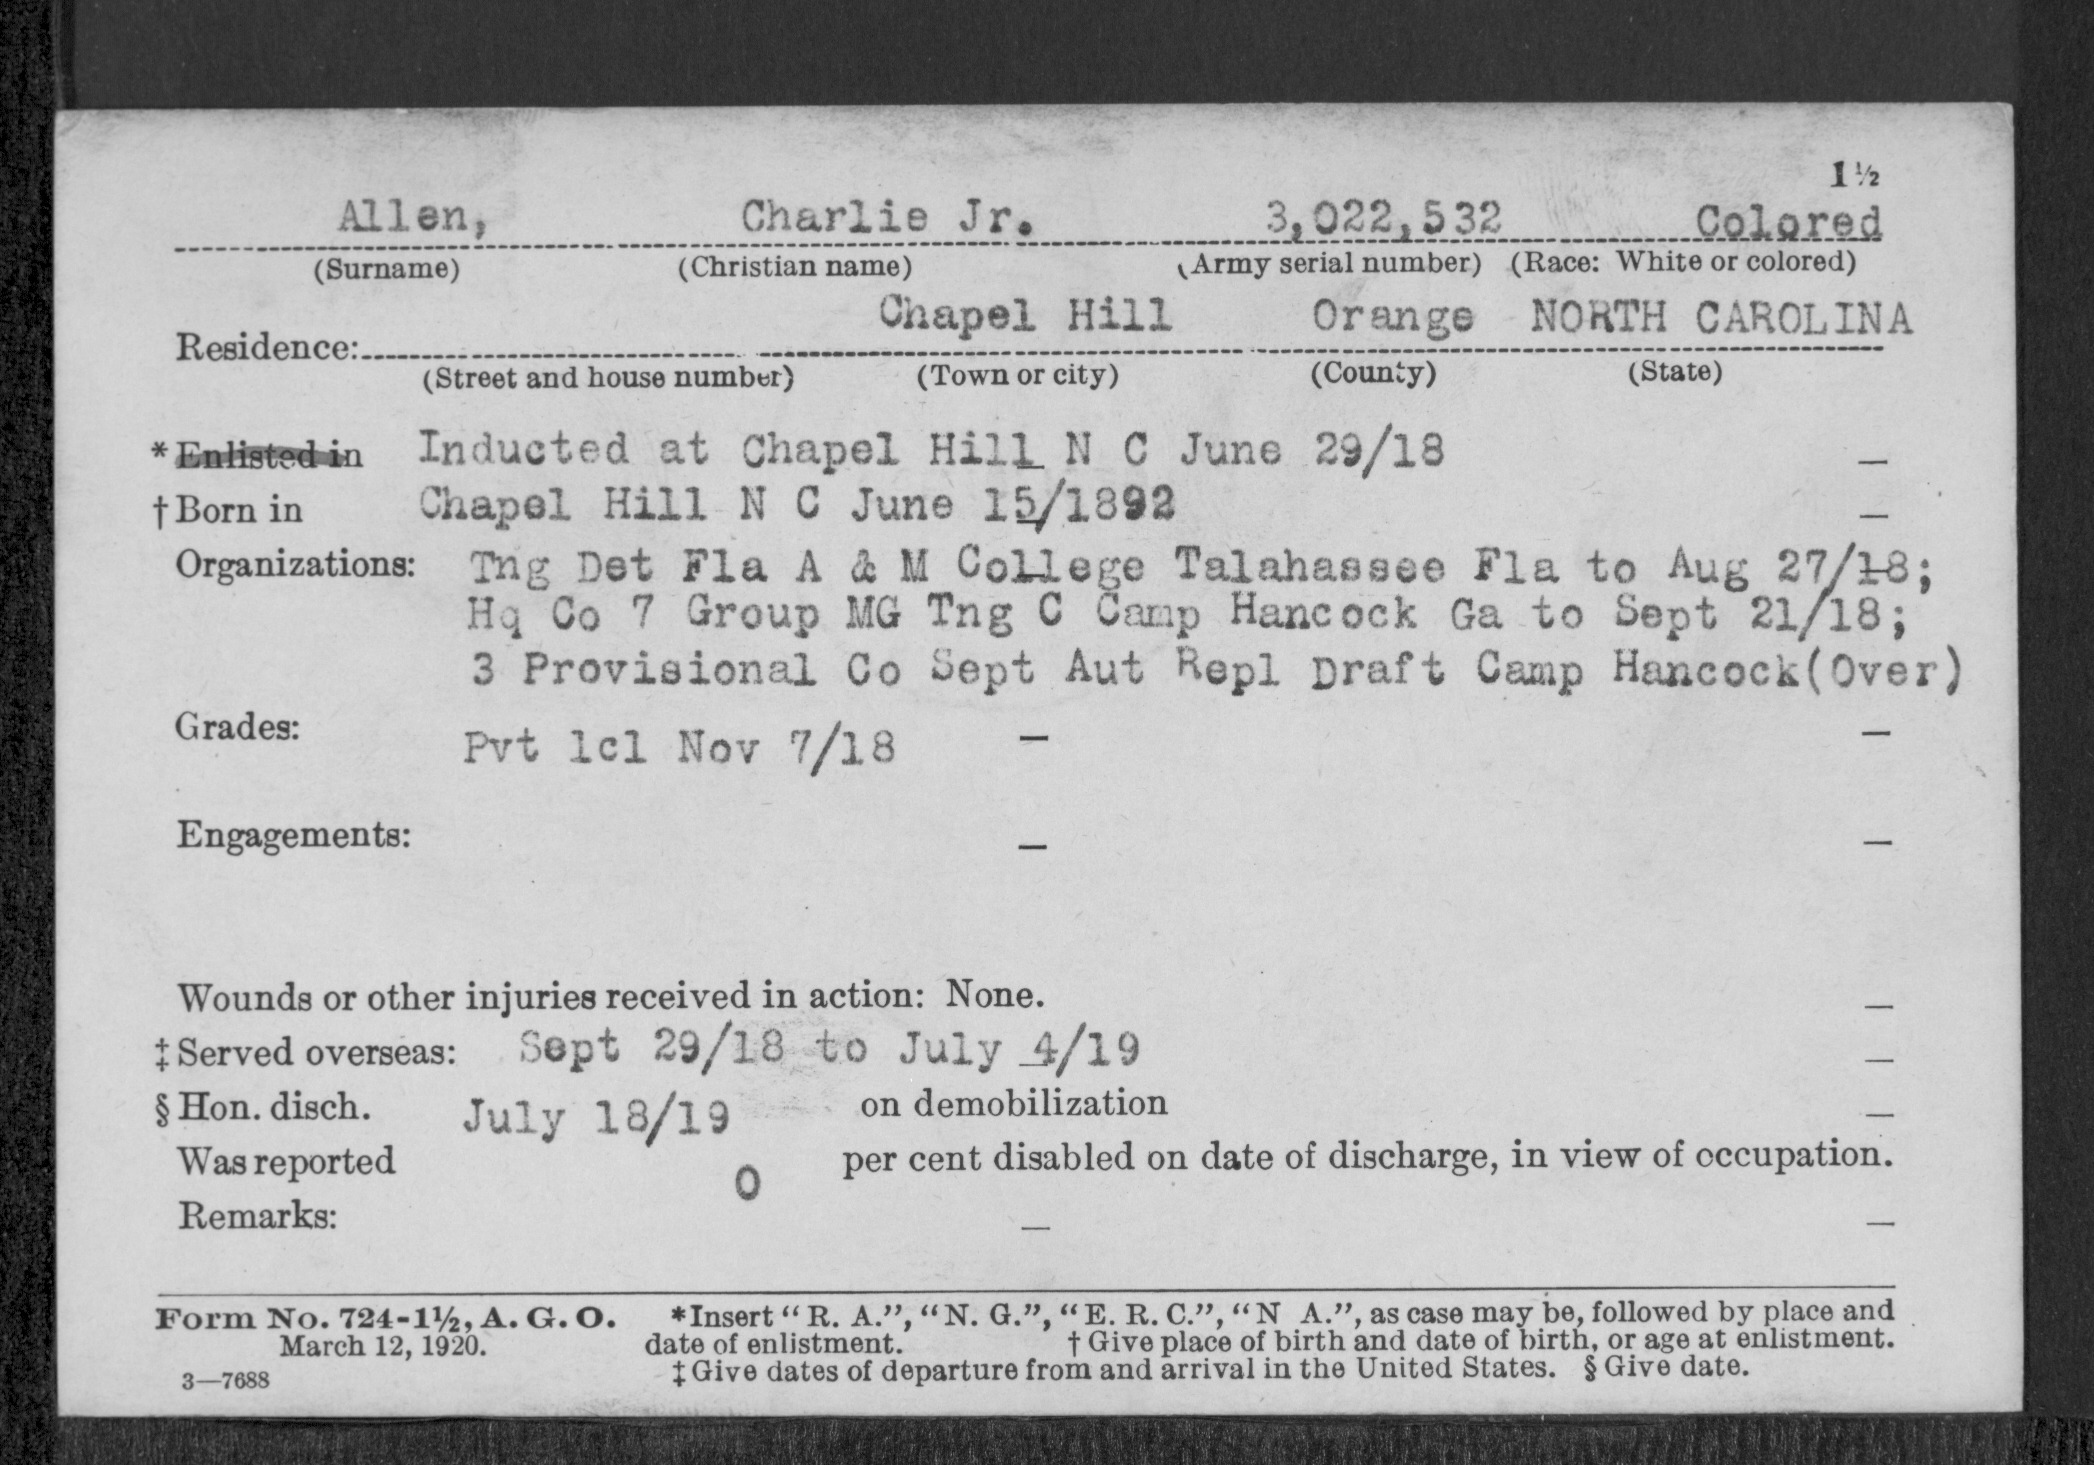 1½
Allen, Charlie Jr. 3,022,532 Colored
(Surname) (Christian name) (Army serial number) (Race: White or colored)
Chapel Hill Orange NORTH CAROLINA
Residence:
(Street and house number) (Town or city) (County) (State)
* Enlisted in Inducted at Chapel Hill N C June 29/18 —
† Born in Chapel Hill N C June 15/1892 —
Organizations: Tng Det Fla A & M College Talahassee Fla to Aug 27/18;
Hq Co 7 Group MG Tng C Camp Hancock Ga to Sept 21/18;
3 Provisional Co Sept Aut Repl Draft Camp Hancock(Over)
Grades: Pvt 1cl Nov 7/18 — —
Engagements: — —
Wounds or other injuries received in action: None. —
‡ Served overseas: Sept 29/18 to July 4/19 —
§ Hon. disch. July 18/19 on demobilization —
Was reported 0 per cent disabled on date of discharge, in view of occupation.
Remarks: — —
Form No. 724-1½, A. G. O. *Insert "R. A.", "N. G.", "E. R. C.", "N A.", as case may be, followed by place and
March 12, 1920. date of enlistment. † Give place of birth and date of birth, or age at enlistment.
3—7688 ‡ Give dates of departure from and arrival in the United States. § Give date.